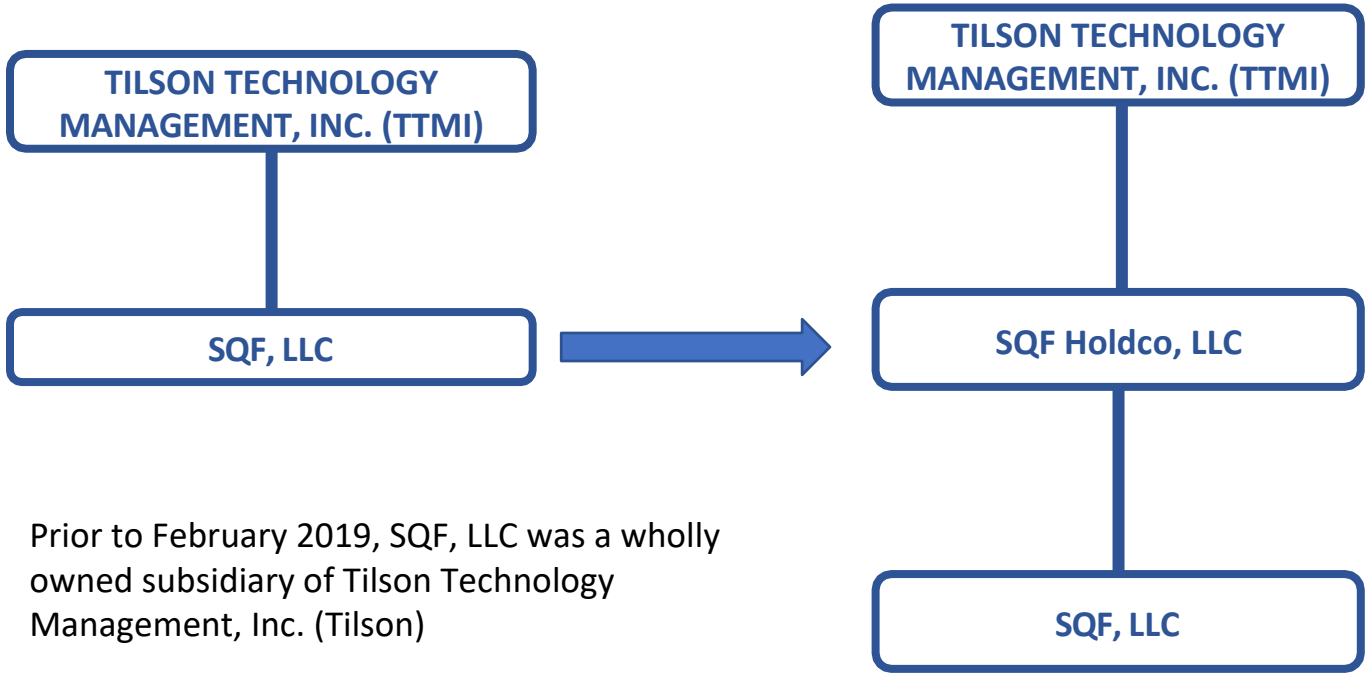 TILSON TECHNOLOGY
MANAGEMENT, INC. (TTMI)
SQF, LLC
Prior to February 2019, SQF, LLC was a wholly
owned subsidiary of Tilson Technology
Management, Inc. (Tilson)
TILSON TECHNOLOGY
MANAGEMENT, INC. (TTMI)
SQF Holdco, LLC
SQF, LLC